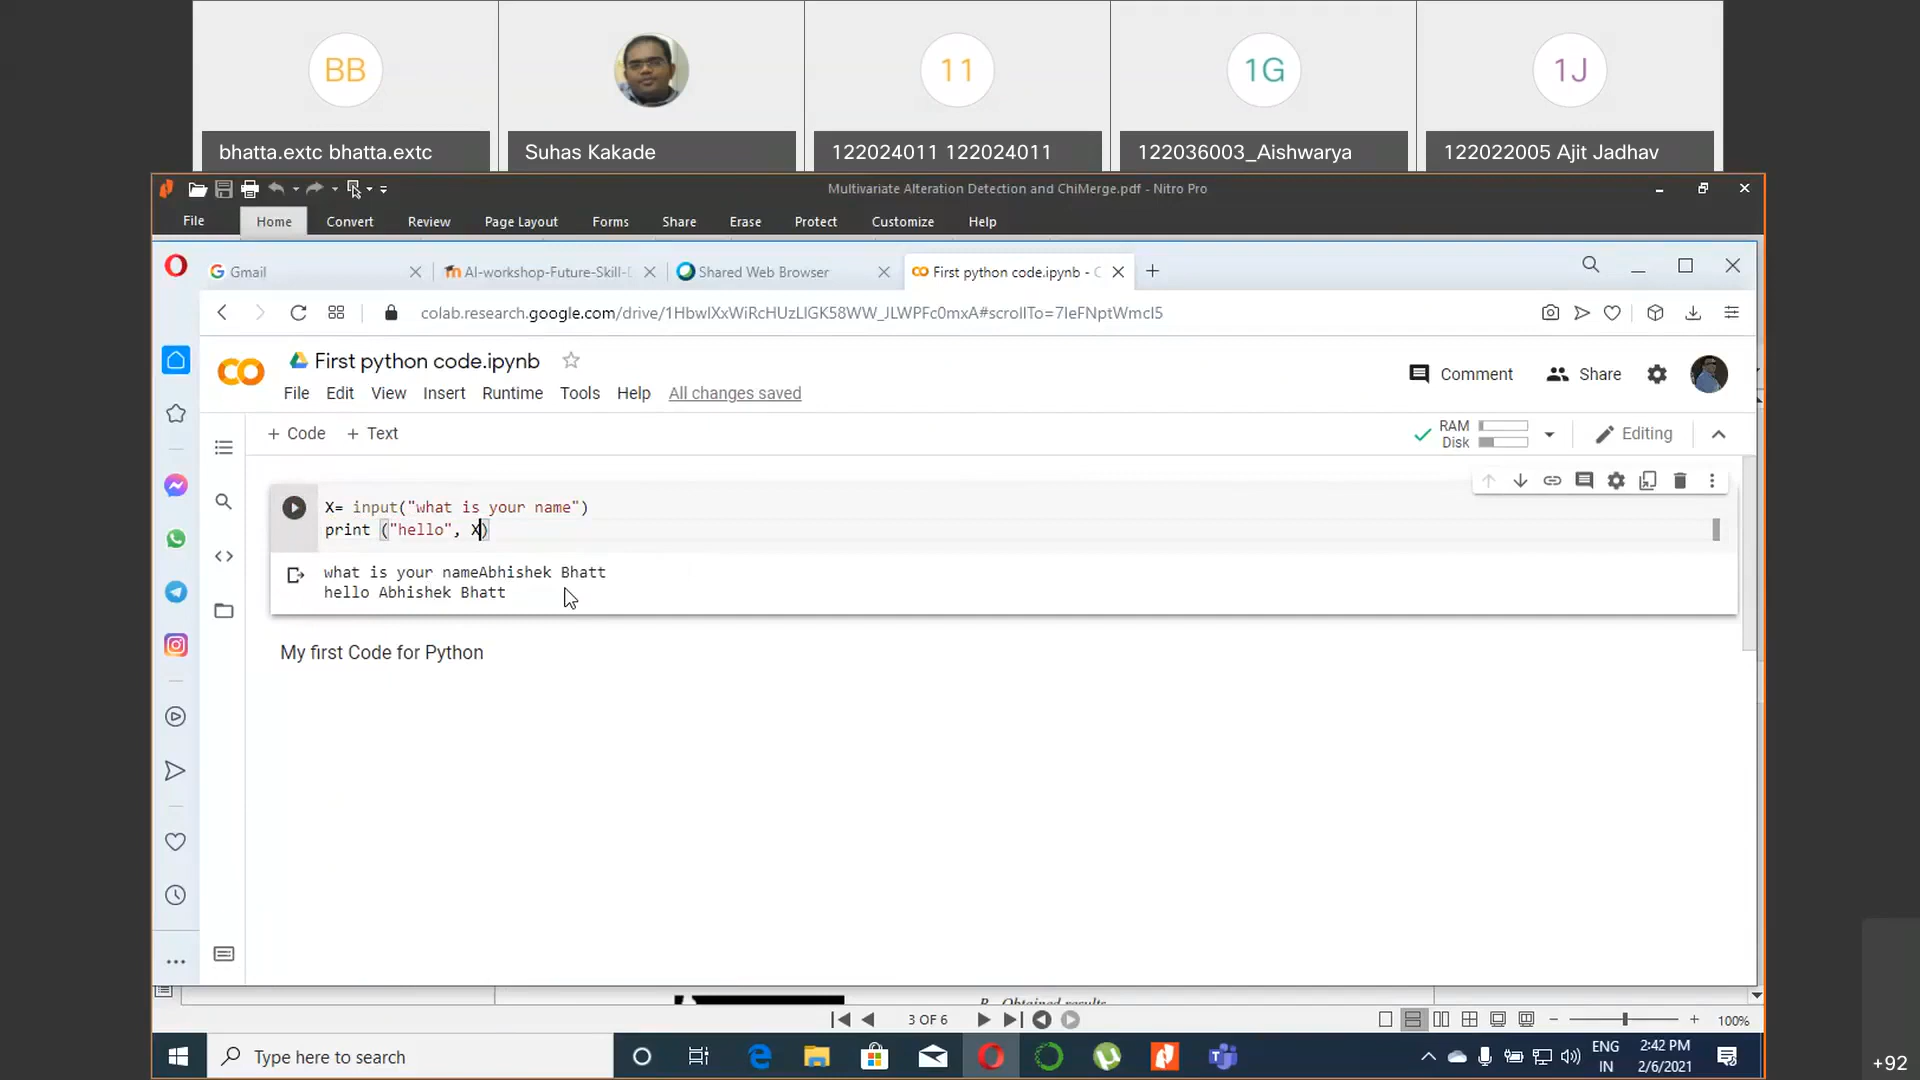 BB
11
1G
1J
bhatta.extc bhatta.extc
Suhas Kakade
122024011 122024011
122036003_Aishwarya
122022005 Ajit Jadhav
Multivariate Alteration Detection and ChiMerge.pdf - Nitro Pro
File
Home
Convert
Review
Page Layout
Forms
Share
Erase
Protect
Customize
Help
Gmail
AI-workshop-Future-Skill-
Shared Web Browser
First python code.ipynb - C
colab.research.google.com/drive/1HbwIXxWiRcHUzLIGK58WW_JLWPFc0mxA#scrollTo=7IeFNptWmcI5
First python code.ipynb
Comment
Share
File
Edit
View
Insert
Runtime
Tools
Help
All changes saved
+ Code
+ Text
RAM
Disk
Editing
X= input("what is your name")
print ("hello", X)
what is your nameAbhishek Bhatt
hello Abhishek Bhatt
My first Code for Python
B. Obtained results
3 OF 6
100%
Type here to search
ENG
IN
2:42 PM
2/6/2021
+92